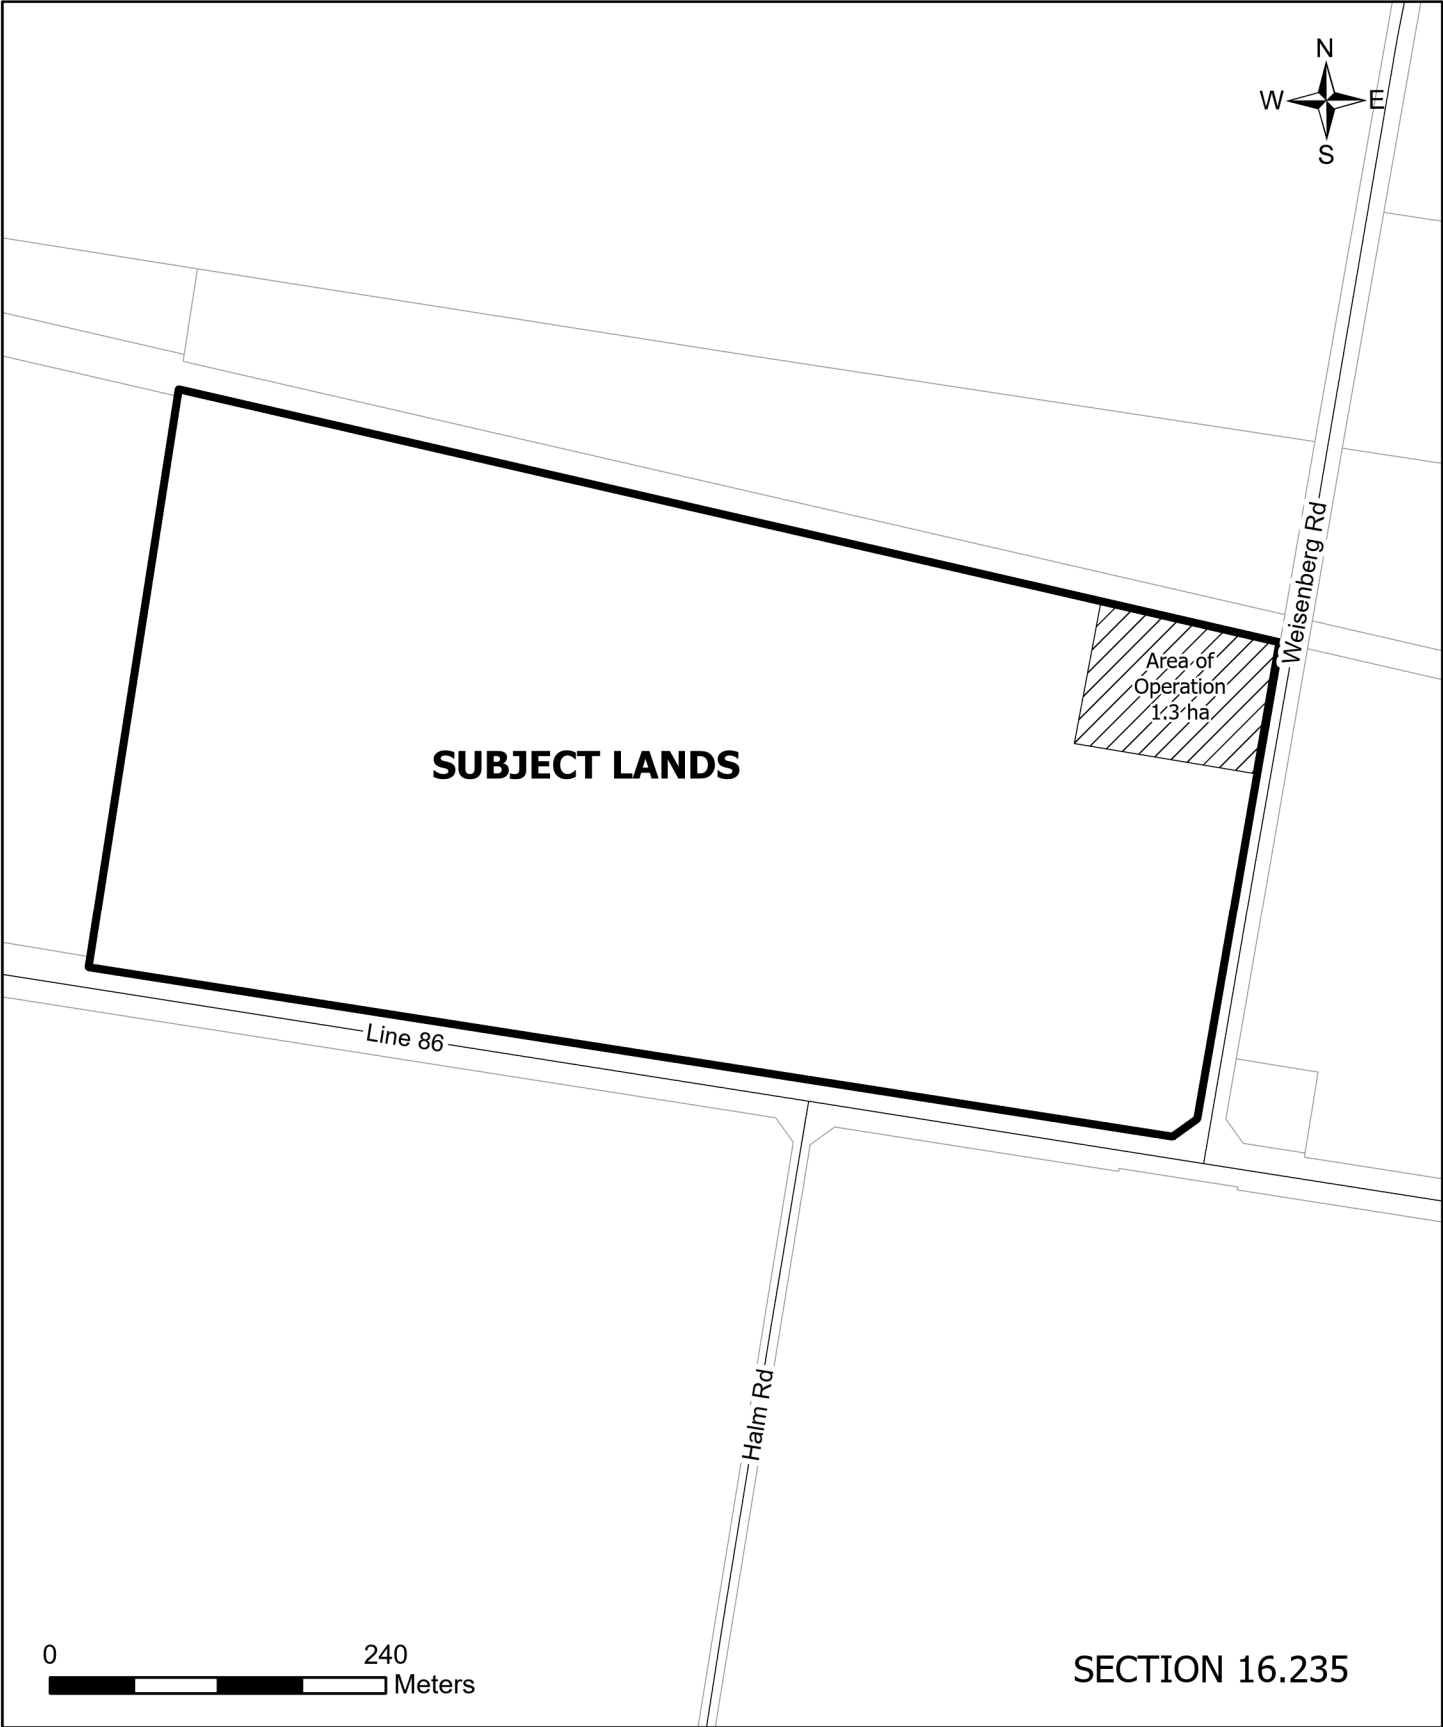 N
W E
S
Weisenberg Rd
Area of
Operation
1.3 ha
SUBJECT LANDS
Line 86
Halm Rd
0 240
Meters
SECTION 16.235